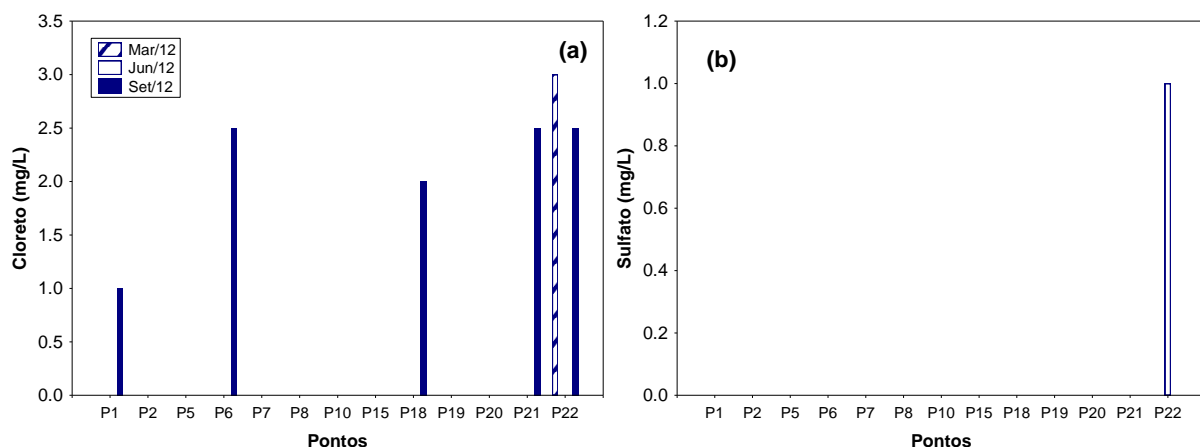 Cloreto (mg/L)
3.5
3.0
2.5
2.0
1.5
1.0
0.5
0.0
Mar/12
Jun/12
Set/12
(a)
P1 P2 P5 P6 P7 P8 P10 P15 P18 P19 P20 P21 P22
Pontos
Sulfato (mg/L)
1.2
1.0
0.8
0.6
0.4
0.2
0.0
(b)
P1 P2 P5 P6 P7 P8 P10 P15 P18 P19 P20 P21 P22
Pontos